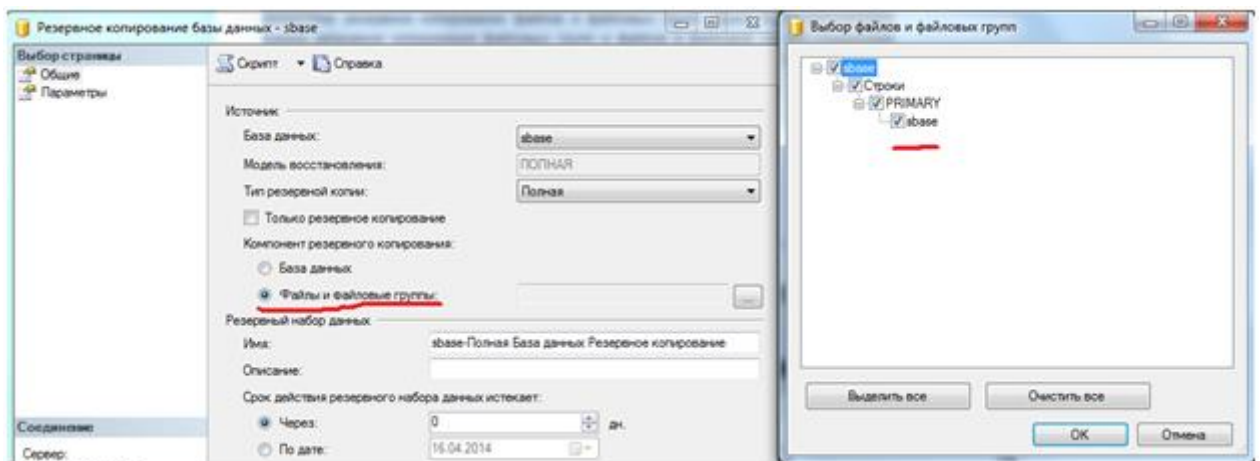 Резервное копирование базы данных - sbase
Выбор страницы
Общие
Параметры
Скрипт
Справка
Источник
База данных:
sbase
Модель восстановления:
ПОЛНАЯ
Тип резервной копии:
Полная
Только резервное копирование
Компонент резервного копирования:
База данных
Файлы и файловые группы:
...
Резервный набор данных
Имя:
sbase-Полная База данных Резервное копирование
Описание:
Срок действия резервного набора данных истекает:
Через:
0
дн.
По дате:
16.04.2014
Соединение
Сервер:
Выбор файлов и файловых групп
sbase
Строки
PRIMARY
sbase
Выделить все
Очистить все
OK
Отмена